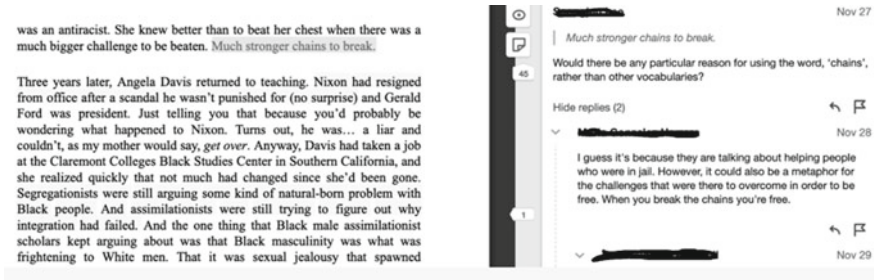 was an antiracist. She knew better than to beat her chest when there was a
much bigger challenge to be beaten. Much stronger chains to break.
Three years later, Angela Davis returned to teaching. Nixon had resigned
from office after a scandal he wasn't punished for (no surprise) and Gerald
Ford was president. Just telling you that because you'd probably be
wondering what happened to Nixon. Turns out, he was… a liar and
couldn't, as my mother would say, get over. Anyway, Davis had taken a job
at the Claremont Colleges Black Studies Center in Southern California, and
she realized quickly that not much had changed since she'd been gone.
Segregationists were still arguing some kind of natural-born problem with
Black people. And assimilationists were still trying to figure out why
integration had failed. And the one thing that Black male assimilationist
scholars kept arguing about was that Black masculinity was what was
frightening to White men. That it was sexual jealousy that spawned
45
1
Nov 27
Much stronger chains to break.
Would there be any particular reason for using the word, 'chains',
rather than other vocabularies?
Hide replies (2)
Nov 28
I guess it's because they are talking about helping people
who were in jail. However, it could also be a metaphor for
the challenges that were there to overcome in order to be
free. When you break the chains you're free.
Nov 29